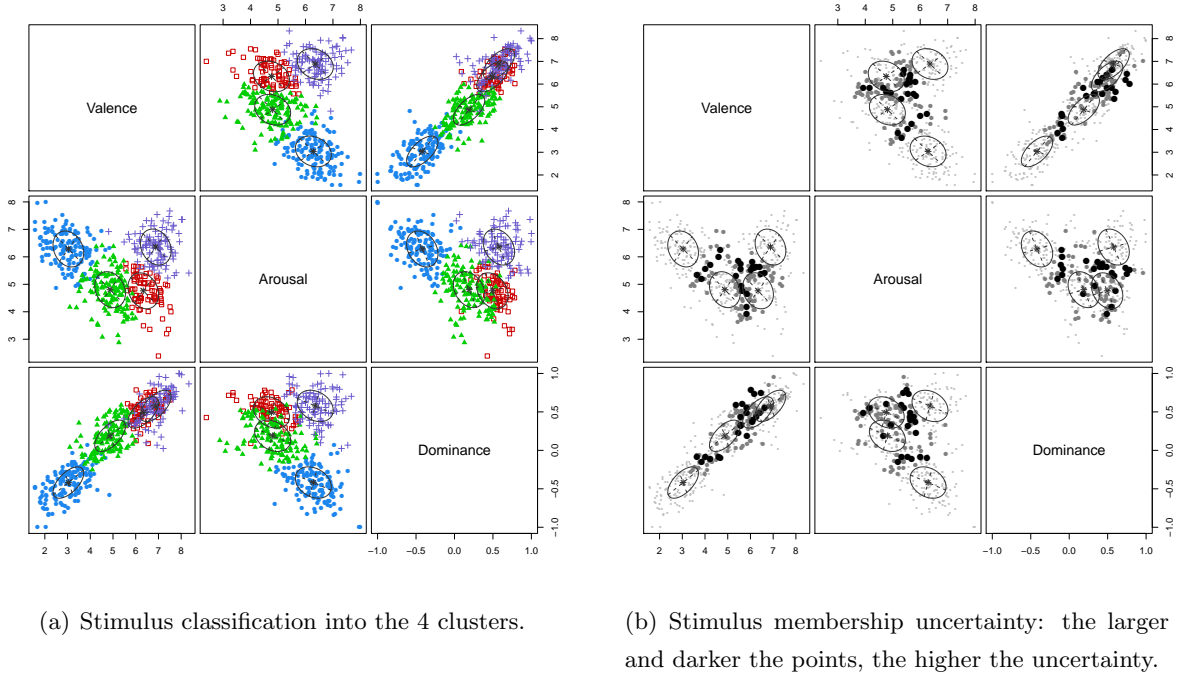 3 4 5 6 7 8
3 4 5 6 7 8
Valence
2 3 4 5 6 7 8
Valence
2 3 4 5 6 7 8
3 4 5 6 7 8
Arousal
3 4 5 6 7 8
Arousal
Dominance
−1.0 −0.5 0.0 0.5 1.0
Dominance
−1.0 −0.5 0.0 0.5 1.0
2 3 4 5 6 7 8
−1.0 −0.5 0.0 0.5 1.0
2 3 4 5 6 7 8
−1.0 −0.5 0.0 0.5 1.0
(a) Stimulus classification into the 4 clusters.
(b) Stimulus membership uncertainty: the larger
and darker the points, the higher the uncertainty.